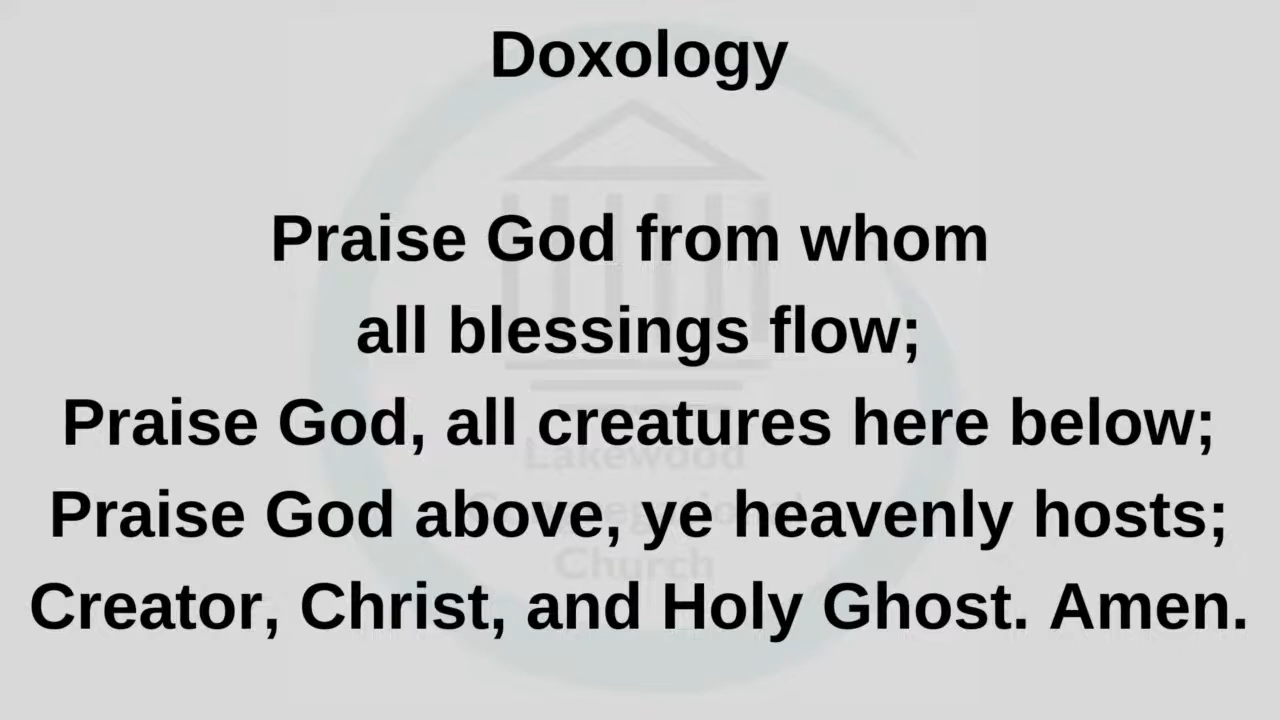 Doxology
Praise God from whom
all blessings flow;
Praise God, all creatures here below;
Lakewood
Praise God above, ye heavenly hosts;
Congregational
Church
Creator, Christ, and Holy Ghost. Amen.